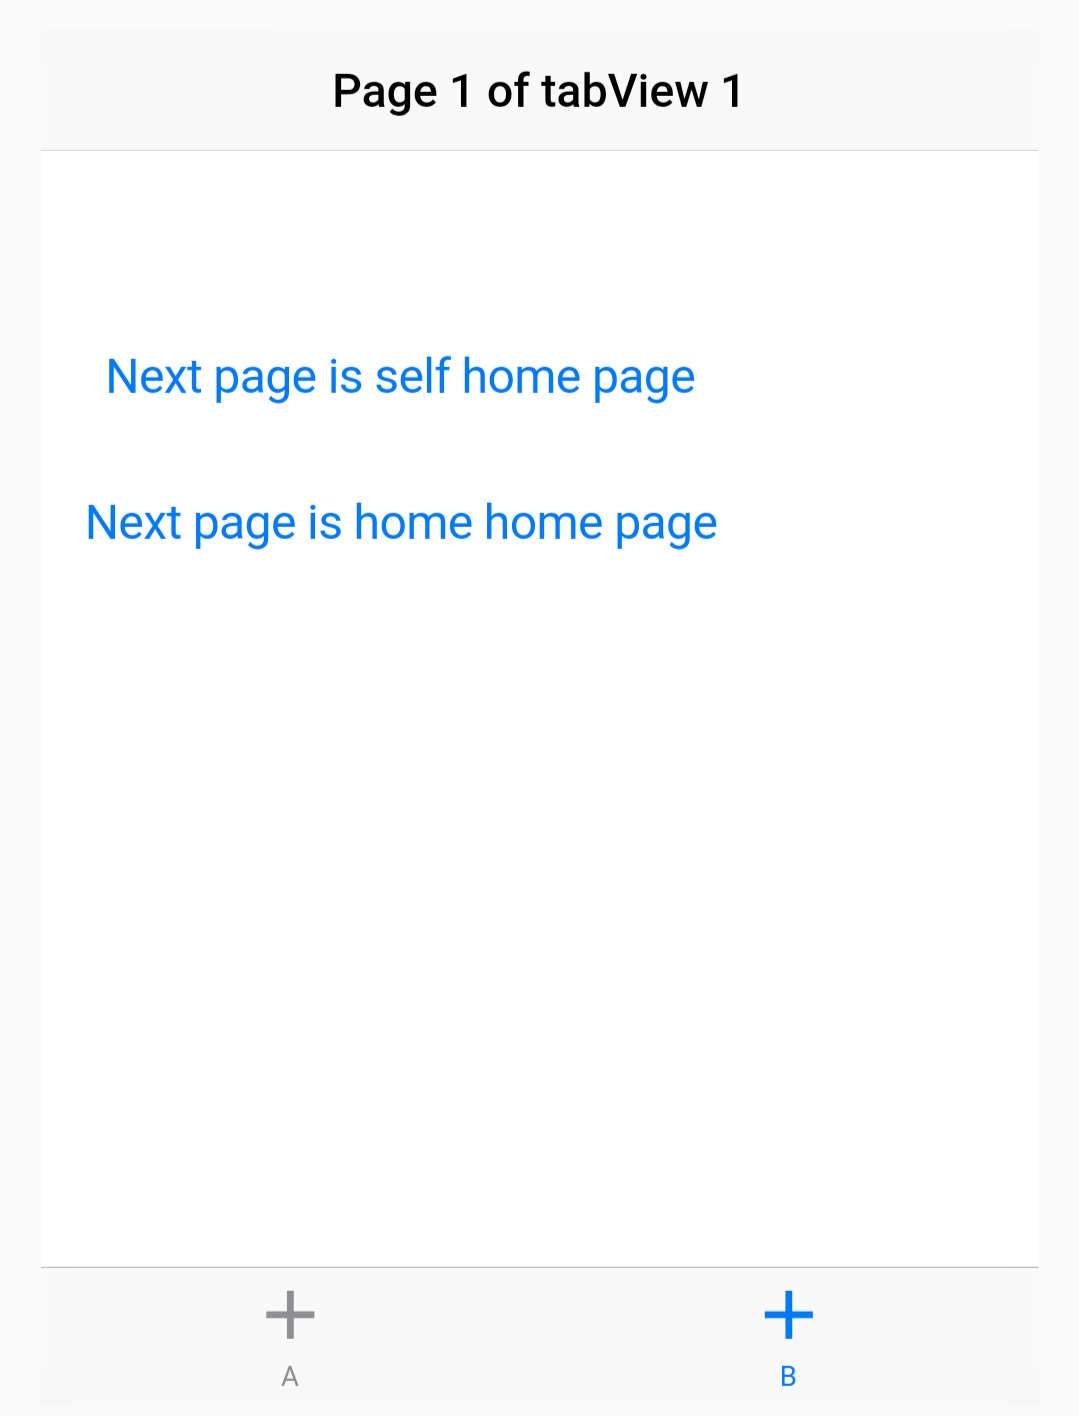 Page 1 of tabView 1
Next page is self home page
Next page is home home page
A
B